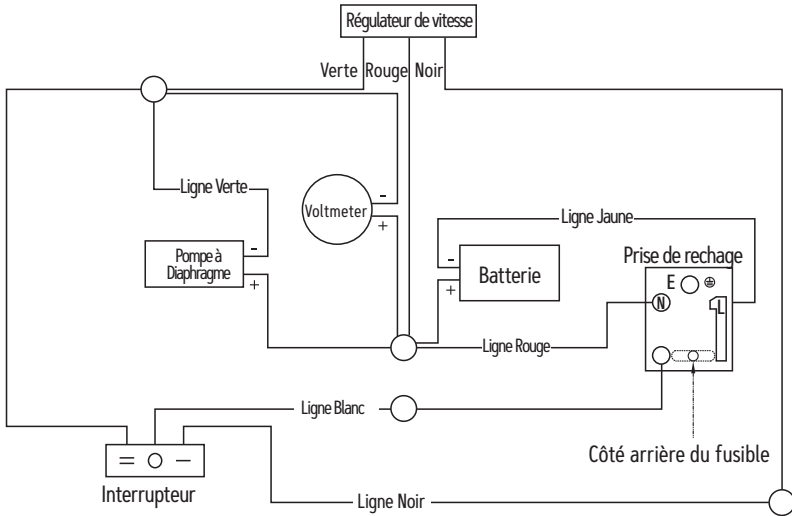 Régulateur de vitesse
Verte Rouge Noir
Ligne Verte
-
Voltmeter
+
Ligne Jaune
-
Pompe à
Diaphragme
+
-
Batterie
+
Prise de rechage
E
N
L
Ligne Rouge
Ligne Blanc
Côté arrière du fusible
= O -
Interrupteur
Ligne Noir